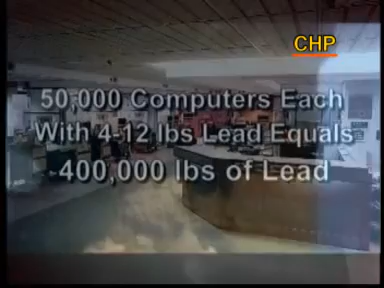 CHP
50,000 Computers Each
With 4-12 lbs Lead Equals
400,000 lbs of Lead